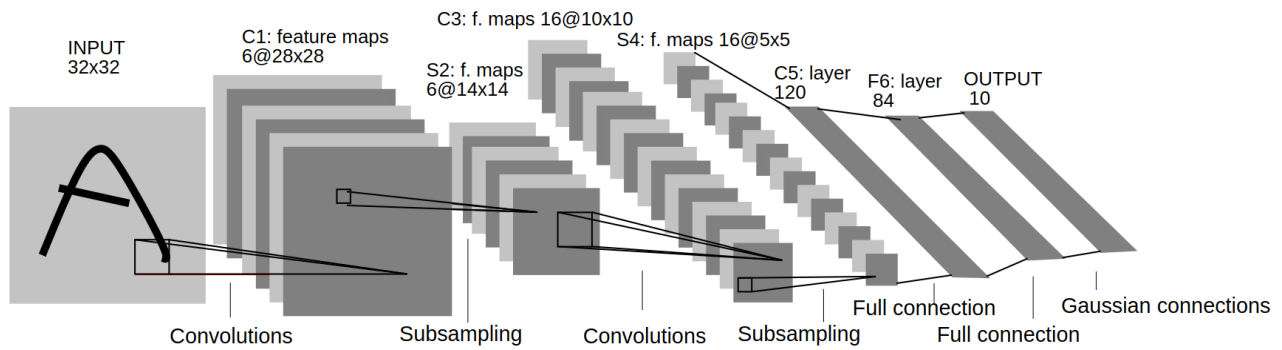 INPUT
32x32
C1: feature maps
6@28x28
S2: f. maps
6@14x14
C3: f. maps 16@10x10
S4: f. maps 16@5x5
C5: layer
120
F6: layer
84
OUTPUT
10
Convolutions
Subsampling
Convolutions
Subsampling
Full connection
Full connection
Gaussian connections